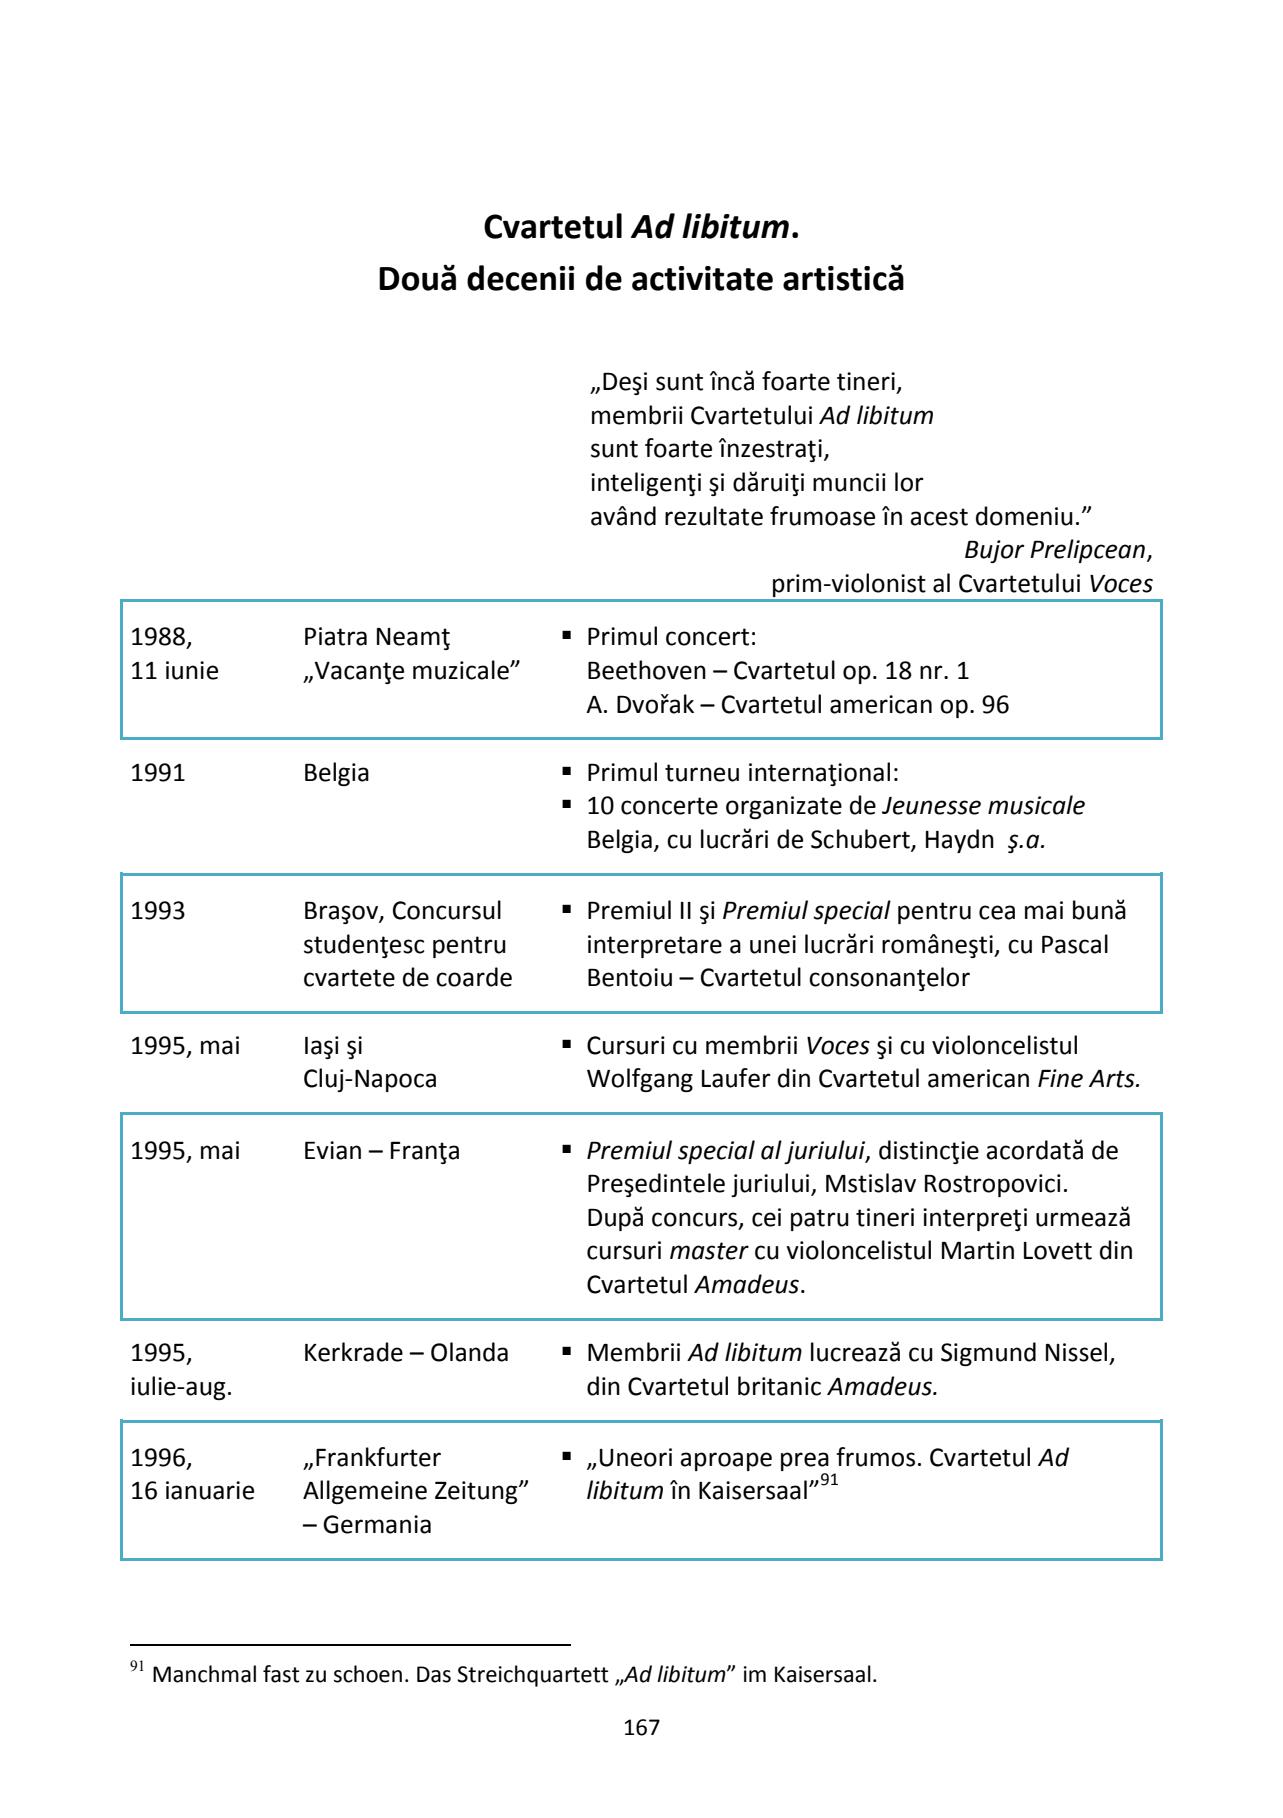 Cvartetul Ad libitum.
Două decenii de activitate artistică
„Deşi sunt încă foarte tineri,
membrii Cvartetului Ad libitum
sunt foarte înzestraţi,
inteligenţi şi dăruiţi muncii lor
având rezultate frumoase în acest domeniu.”
Bujor Prelipcean,
prim-violonist al Cvartetului Voces
1988,
11 iunie
Piatra Neamţ
„Vacanţe muzicale”
▪ Primul concert:
Beethoven – Cvartetul op. 18 nr. 1
A. Dvořak – Cvartetul american op. 96
1991
Belgia
▪ Primul turneu internaţional:
▪ 10 concerte organizate de Jeunesse musicale
Belgia, cu lucrări de Schubert, Haydn ş.a.
1993
Braşov, Concursul
studenţesc pentru
cvartete de coarde
▪ Premiul II şi Premiul special pentru cea mai bună
interpretare a unei lucrări româneşti, cu Pascal
Bentoiu – Cvartetul consonanţelor
1995, mai
Iaşi şi
Cluj-Napoca
▪ Cursuri cu membrii Voces şi cu violoncelistul
Wolfgang Laufer din Cvartetul american Fine Arts.
1995, mai
Evian – Franţa
▪ Premiul special al juriului, distincţie acordată de
Preşedintele juriului, Mstislav Rostropovici.
După concurs, cei patru tineri interpreţi urmează
cursuri master cu violoncelistul Martin Lovett din
Cvartetul Amadeus.
1995,
iulie-aug.
Kerkrade – Olanda
▪ Membrii Ad libitum lucrează cu Sigmund Nissel,
din Cvartetul britanic Amadeus.
1996,
16 ianuarie
„Frankfurter
Allgemeine Zeitung”
– Germania
▪ „Uneori aproape prea frumos. Cvartetul Ad
libitum în Kaisersaal”91
91 Manchmal fast zu schoen. Das Streichquartett „Ad libitum” im Kaisersaal.
167